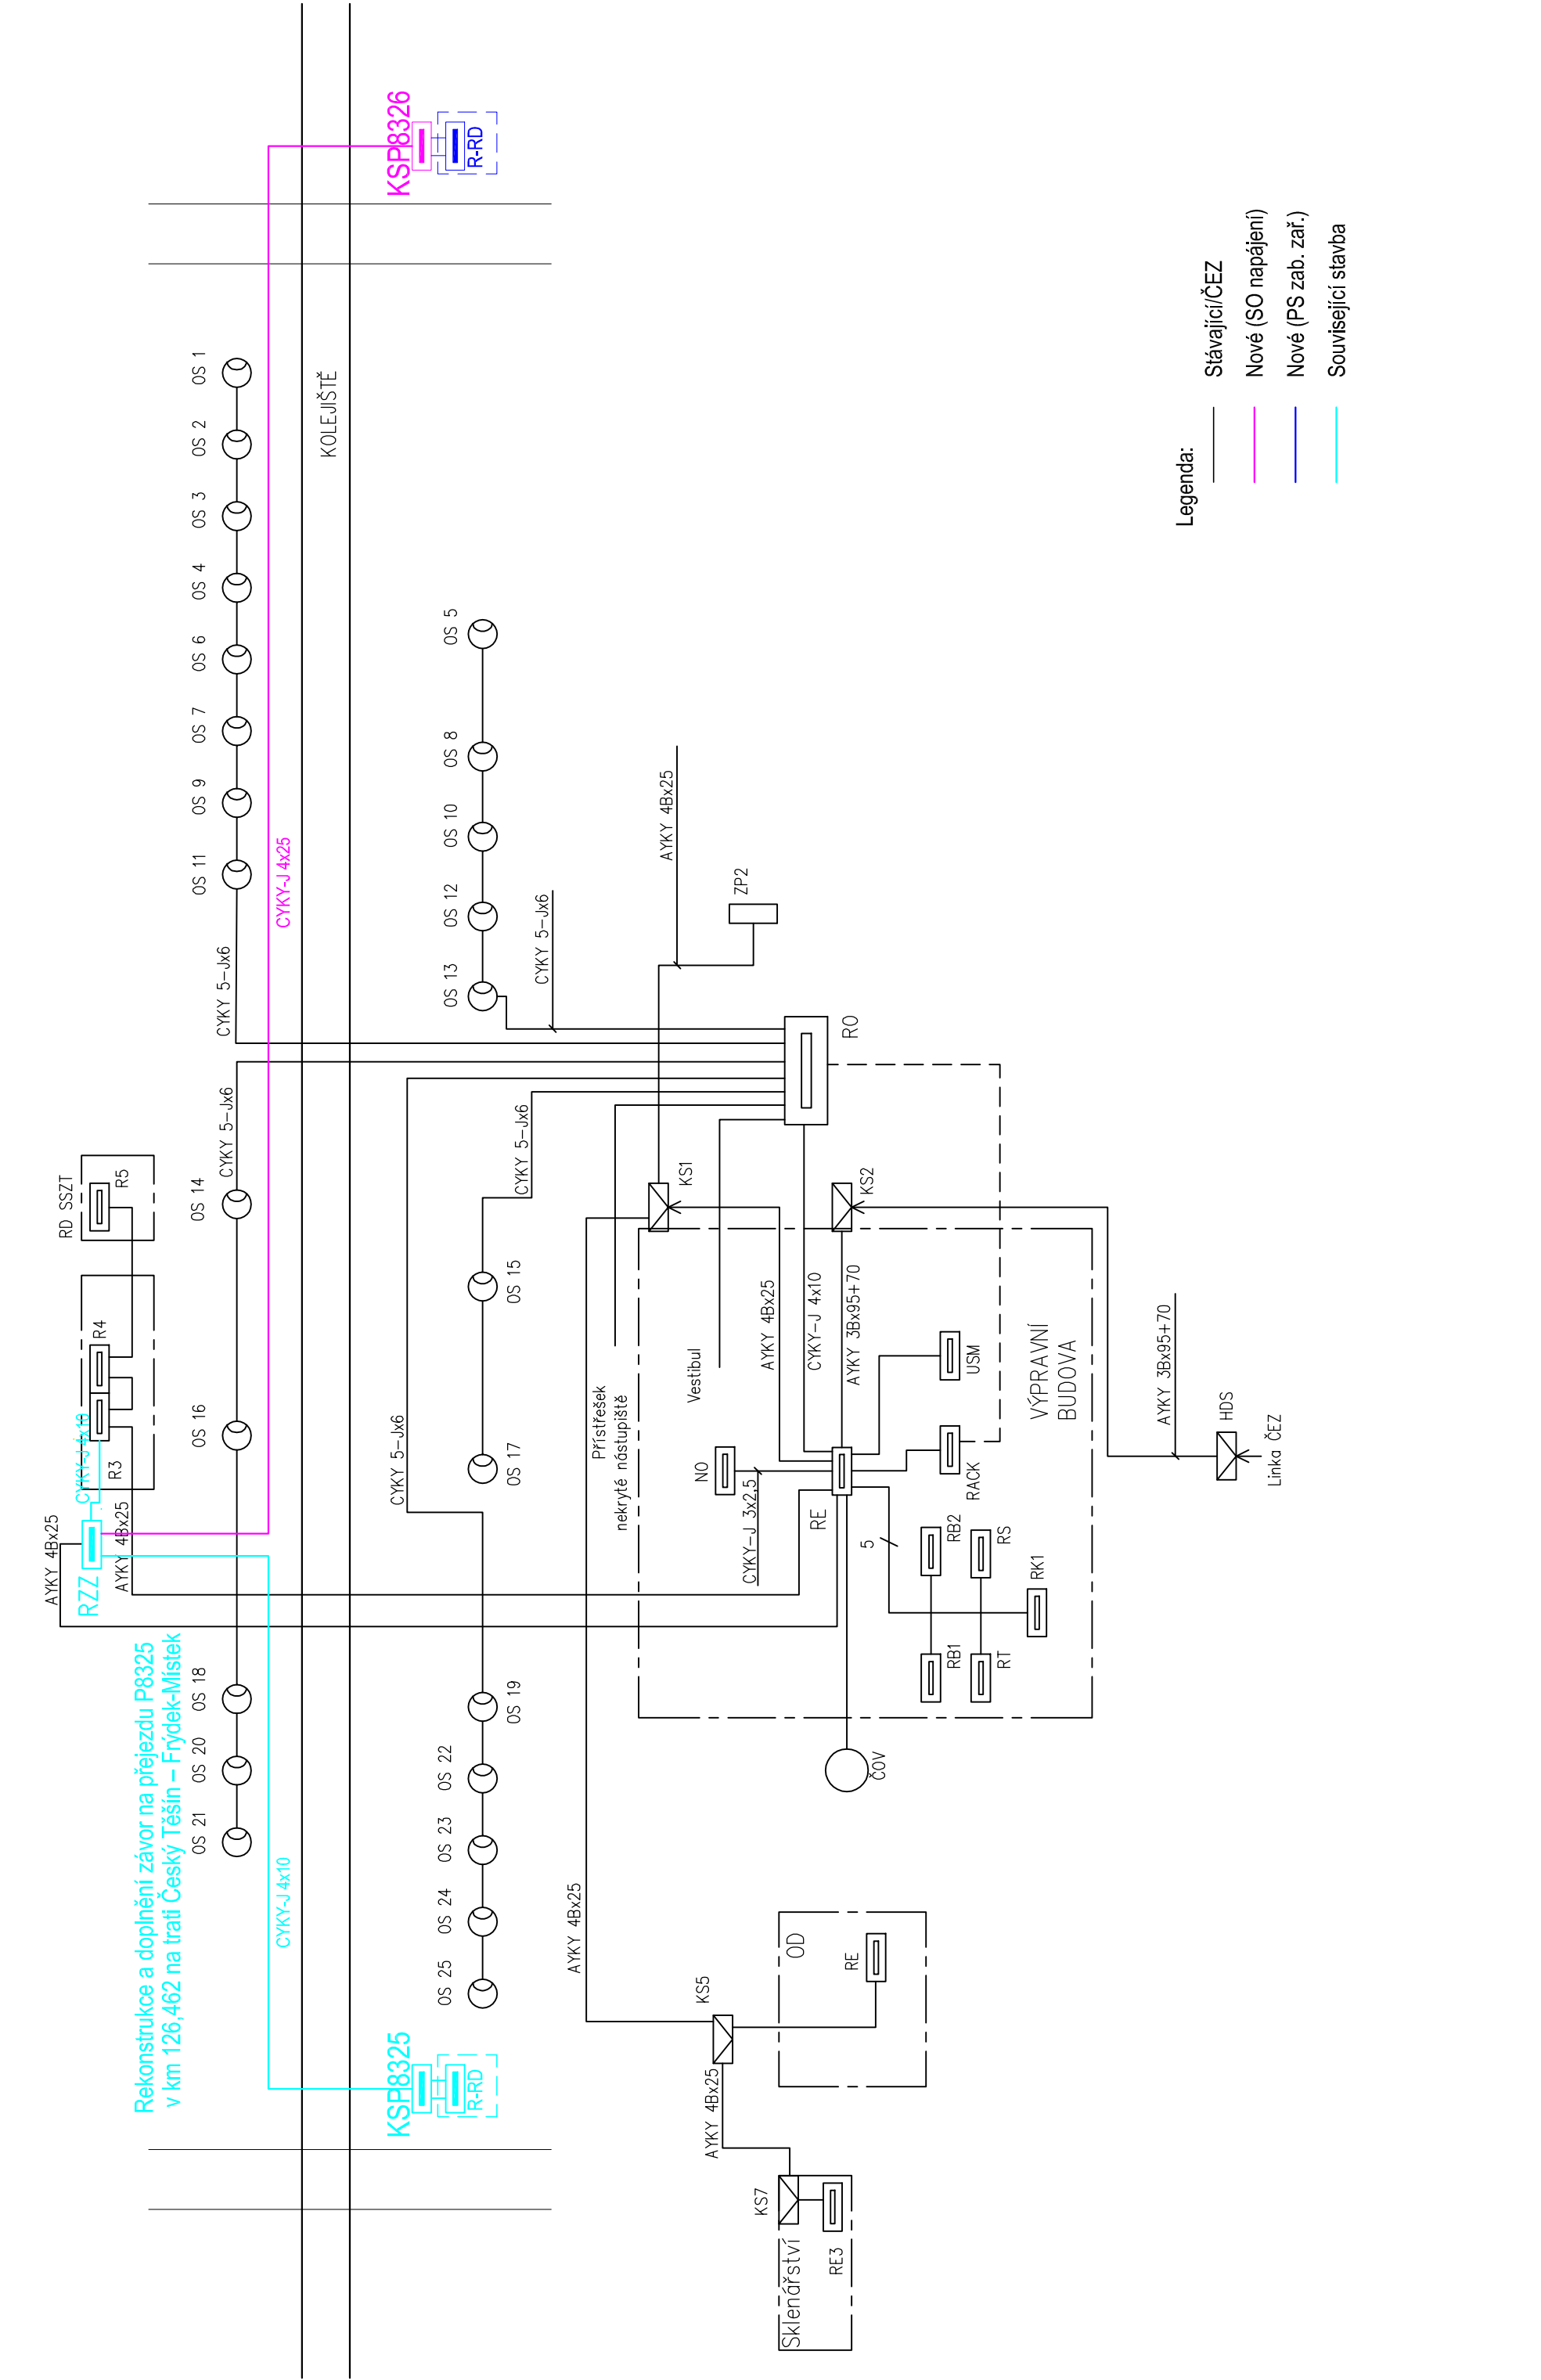 Rekonstrukce a doplnění závor na přejezdu P8325
v km 126,462 na trati Český Těšín – Frýdek-Místek
AYKY 4Bx25
RZZ
AYKY 4Bx25
CYKY-J 4x10
R3
R4
RD SSZT
R5
OS 21
OS 20
OS 18
OS 16
OS 14
CYKY 5-Jx6
CYKY 5-Jx6
OS 11
OS 9
OS 7
OS 6
OS 4
OS 3
OS 2
OS 1
CYKY-J 4x10
CYKY-J 4x25
KOLEJIŠTĚ
KSP8325
R-RD
KSP8326
R-RD
OS 25
OS 24
OS 23
OS 22
OS 19
CYKY 5-Jx6
OS 17
OS 15
CYKY 5-Jx6
OS 13
OS 12
OS 10
OS 8
OS 5
CYKY 5-Jx6
AYKY 4Bx25
Přístřešek
nekryté nástupiště
Vestibul
KS1
AYKY 4Bx25
ZP2
AYKY 4Bx25
KS5
AYKY 4Bx25
KS7
Sklenářství
RE3
OD
RE
ČOV
NO
CYKY-J 3x2,5
RE
CYKY-J 4x10
AYKY 3Bx95+70
KS2
RO
5
RB1
RB2
RT
RS
RK1
RACK
USM
VÝPRAVNÍ
BUDOVA
AYKY 3Bx95+70
HDS
Linka ČEZ
Legenda:
Stávající/ČEZ
Nové (SO napájení)
Nové (PS zab. zař.)
Související stavba